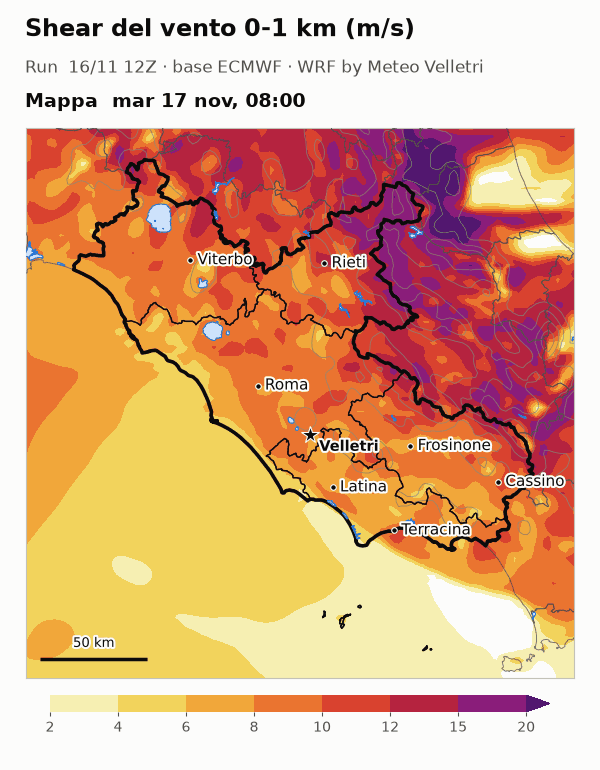 Shear del vento 0-1 km (m/s)
Run  16/11 12Z · base ECMWF · WRF by Meteo Velletri
Mappa  mar 17 nov, 08:00
Viterbo
Rieti
Roma
Velletri
Frosinone
Latina
Cassino
Terracina
50 km
2 4 6 8 10 12 15 20